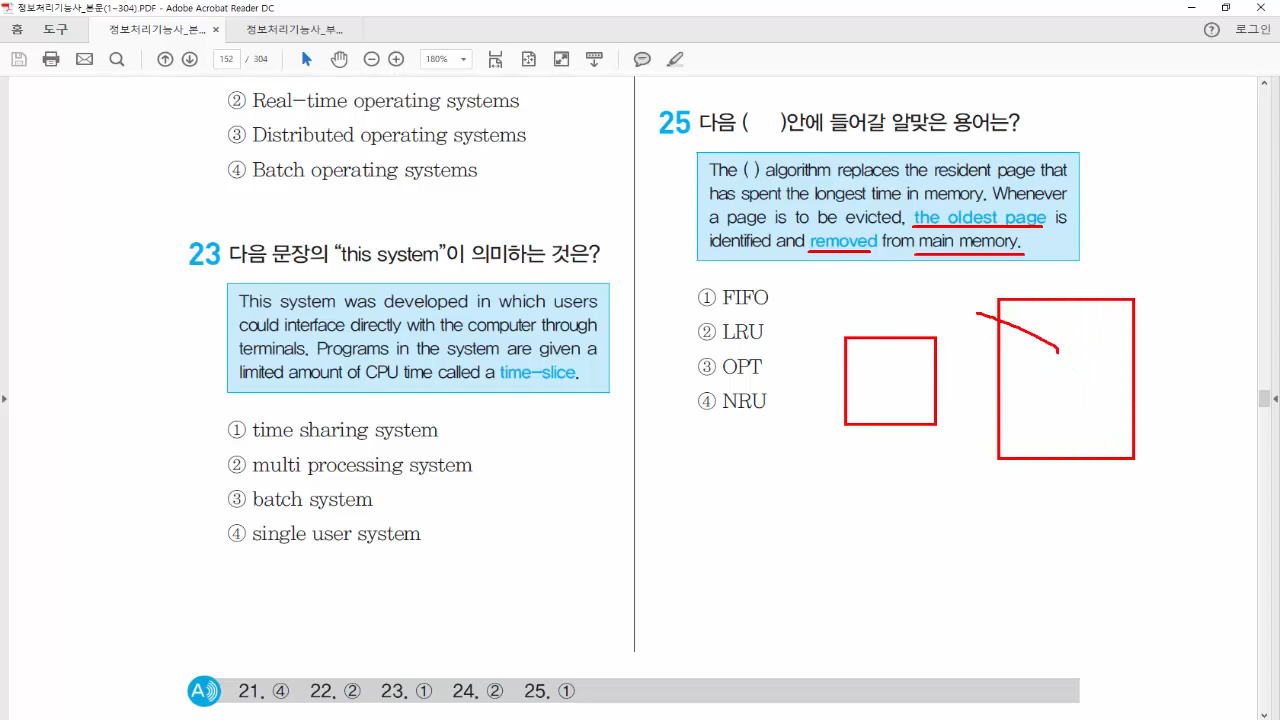 정보처리기능사_본문(1~304).PDF - Adobe Acrobat Reader DC
홈 도구 정보처리기능사_본... × 정보처리기능사_부... ? 로그인
152 / 304 180%
② Real-time operating systems
③ Distributed operating systems
④ Batch operating systems
23 다음 문장의 “this system”이 의미하는 것은?
This system was developed in which users
could interface directly with the computer through
terminals. Programs in the system are given a
limited amount of CPU time called a time-slice.
① time sharing system
② multi processing system
③ batch system
④ single user system
25 다음 ( )안에 들어갈 알맞은 용어는?
The ( ) algorithm replaces the resident page that
has spent the longest time in memory. Whenever
a page is to be evicted, the oldest page is
identified and removed from main memory.
① FIFO
② LRU
③ OPT
④ NRU
A 21. ④ 22. ② 23. ① 24. ② 25. ①